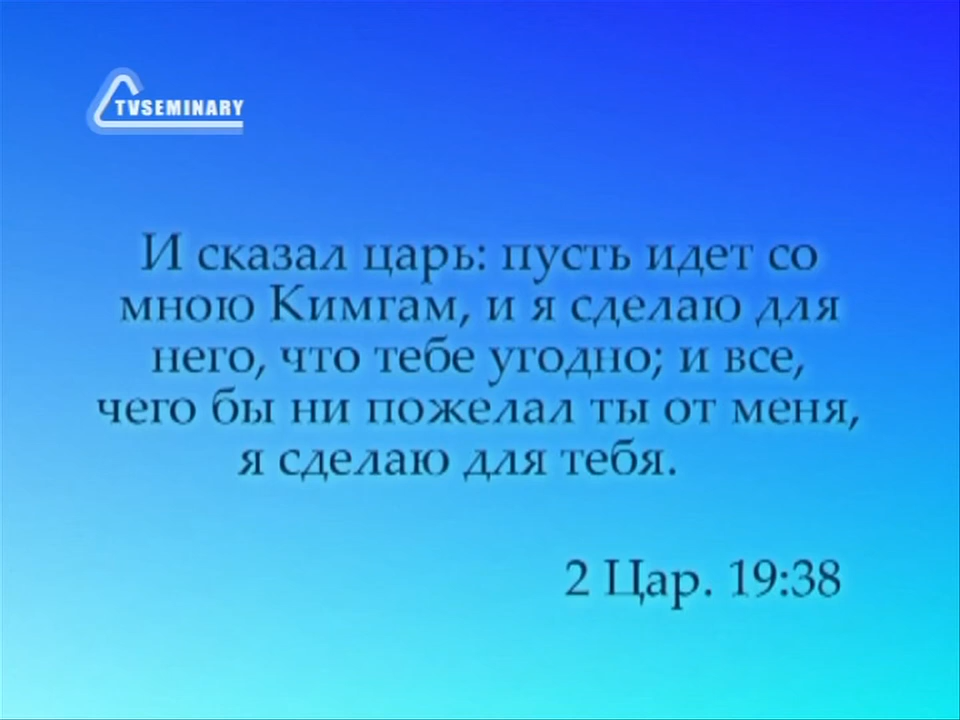 TVSEMINARY
И сказал царь: пусть идет со
мною Кимгам, и я сделаю для
него, что тебе угодно; и все,
чего бы ни пожелал ты от меня,
я сделаю для тебя.
2 Цар. 19:38